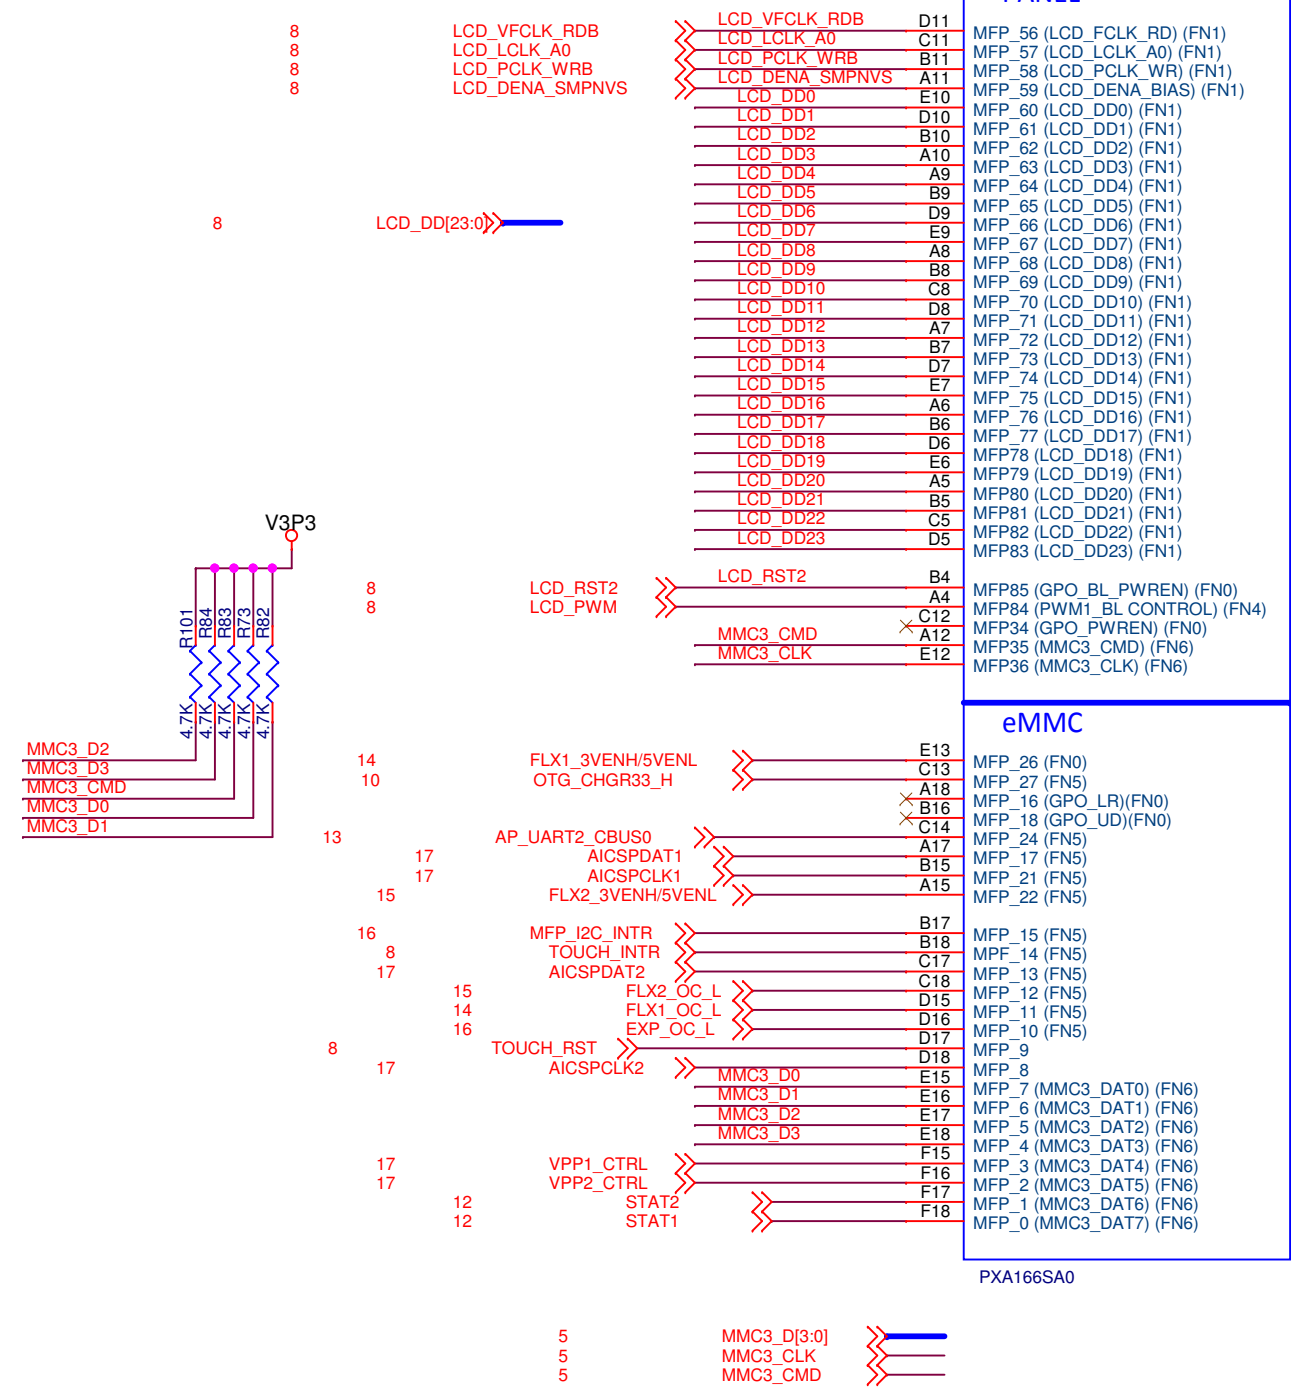 PANEL
8 LCD_VFCLK_RDB LCD_VFCLK_RDB D11 MFP_56 (LCD_FCLK_RD) (FN1)
8 LCD_LCLK_A0 LCD_LCLK_A0 C11 MFP_57 (LCD_LCLK_A0) (FN1)
8 LCD_PCLK_WRB LCD_PCLK_WRB B11 MFP_58 (LCD_PCLK_WR) (FN1)
8 LCD_DENA_SMPNVS LCD_DENA_SMPNVS A11 MFP_59 (LCD_DENA_BIAS) (FN1)
LCD_DD0 E10 MFP_60 (LCD_DD0) (FN1)
LCD_DD1 D10 MFP_61 (LCD_DD1) (FN1)
LCD_DD2 B10 MFP_62 (LCD_DD2) (FN1)
LCD_DD3 A10 MFP_63 (LCD_DD3) (FN1)
LCD_DD4 A9 MFP_64 (LCD_DD4) (FN1)
LCD_DD5 B9 MFP_65 (LCD_DD5) (FN1)
8 LCD_DD[23:0] LCD_DD6 D9 MFP_66 (LCD_DD6) (FN1)
LCD_DD7 E9 MFP_67 (LCD_DD7) (FN1)
LCD_DD8 A8 MFP_68 (LCD_DD8) (FN1)
LCD_DD9 B8 MFP_69 (LCD_DD9) (FN1)
LCD_DD10 C8 MFP_70 (LCD_DD10) (FN1)
LCD_DD11 D8 MFP_71 (LCD_DD11) (FN1)
LCD_DD12 A7 MFP_72 (LCD_DD12) (FN1)
LCD_DD13 B7 MFP_73 (LCD_DD13) (FN1)
LCD_DD14 D7 MFP_74 (LCD_DD14) (FN1)
LCD_DD15 E7 MFP_75 (LCD_DD15) (FN1)
LCD_DD16 A6 MFP_76 (LCD_DD16) (FN1)
LCD_DD17 B6 MFP_77 (LCD_DD17) (FN1)
LCD_DD18 D6 MFP78 (LCD_DD18) (FN1)
LCD_DD19 E6 MFP79 (LCD_DD19) (FN1)
LCD_DD20 A5 MFP80 (LCD_DD20) (FN1)
LCD_DD21 B5 MFP81 (LCD_DD21) (FN1)
LCD_DD22 C5 MFP82 (LCD_DD22) (FN1)
LCD_DD23 D5 MFP83 (LCD_DD23) (FN1)
V3P3
R101 R84 R83 R73 R82
4.7K 4.7K 4.7K 4.7K 4.7K
MMC3_D2
MMC3_D3
MMC3_CMD
MMC3_D0
MMC3_D1
8 LCD_RST2 LCD_RST2 B4 MFP85 (GPO_BL_PWREN) (FN0)
8 LCD_PWM A4 MFP84 (PWM1_BL CONTROL) (FN4)
C12 MFP34 (GPO_PWREN) (FN0)
MMC3_CMD A12 MFP35 (MMC3_CMD) (FN6)
MMC3_CLK E12 MFP36 (MMC3_CLK) (FN6)
eMMC
14 FLX1_3VENH/5VENL E13 MFP_26 (FN0)
10 OTG_CHGR33_H C13 MFP_27 (FN5)
A18 MFP_16 (GPO_LR)(FN0)
B16 MFP_18 (GPO_UD)(FN0)
13 AP_UART2_CBUS0 C14 MFP_24 (FN5)
17 AICSPDAT1 A17 MFP_17 (FN5)
17 AICSPCLK1 B15 MFP_21 (FN5)
15 FLX2_3VENH/5VENL A15 MFP_22 (FN5)
16 MFP_I2C_INTR B17 MFP_15 (FN5)
8 TOUCH_INTR B18 MPF_14 (FN5)
17 AICSPDAT2 C17 MFP_13 (FN5)
15 FLX2_OC_L C18 MFP_12 (FN5)
14 FLX1_OC_L D15 MFP_11 (FN5)
16 EXP_OC_L D16 MFP_10 (FN5)
8 TOUCH_RST D17 MFP_9
17 AICSPCLK2 D18 MFP_8
MMC3_D0 E15 MFP_7 (MMC3_DAT0) (FN6)
MMC3_D1 E16 MFP_6 (MMC3_DAT1) (FN6)
MMC3_D2 E17 MFP_5 (MMC3_DAT2) (FN6)
MMC3_D3 E18 MFP_4 (MMC3_DAT3) (FN6)
17 VPP1_CTRL F15 MFP_3 (MMC3_DAT4) (FN6)
17 VPP2_CTRL F16 MFP_2 (MMC3_DAT5) (FN6)
12 STAT2 F17 MFP_1 (MMC3_DAT6) (FN6)
12 STAT1 F18 MFP_0 (MMC3_DAT7) (FN6)
PXA166SA0
5 MMC3_D[3:0]
5 MMC3_CLK
5 MMC3_CMD